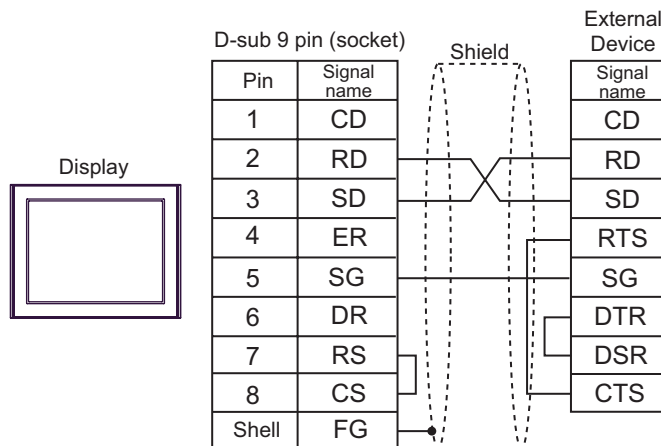 External
Device
D-sub 9 pin (socket)
Shield
Pin Signal name Signal name
1 CD CD
Display
2 RD RD
3 SD SD
4 ER RTS
5 SG SG
6 DR DTR
7 RS DSR
8 CS CTS
Shell FG